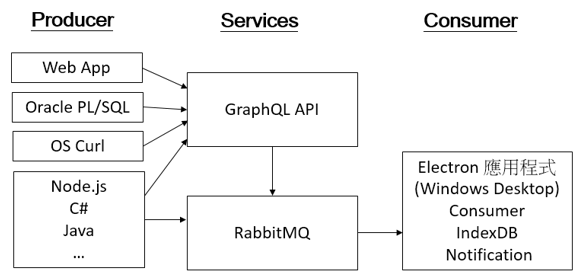 Producer
Services
Consumer
Web App
Oracle PL/SQL
OS Curl
Node.js
C#
Java
...
GraphQL API
RabbitMQ
Electron 應用程式
(Windows Desktop)
Consumer
IndexDB
Notification